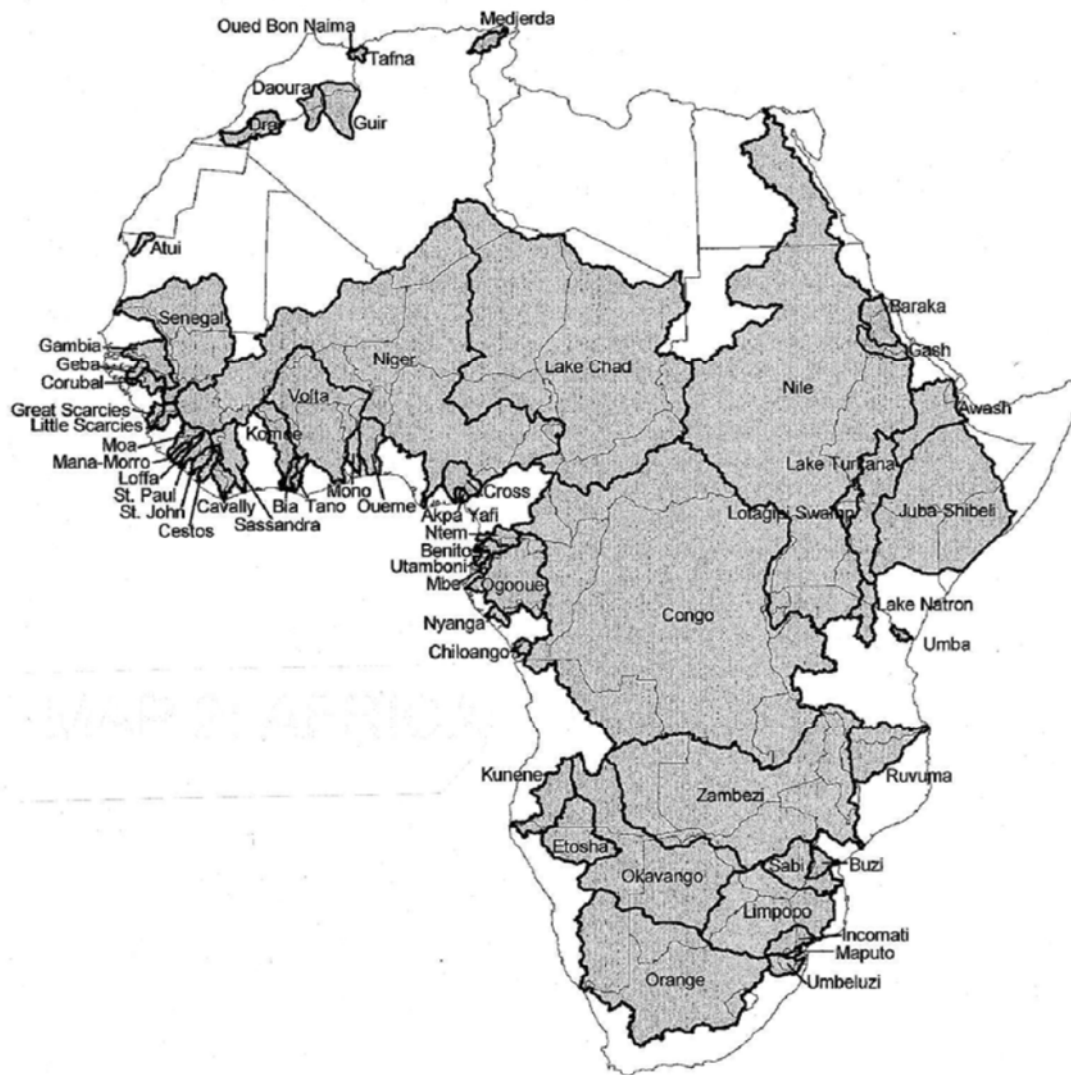 Medjerda
Oued Bon Naima
Tafna
Daoura
Dra
Guir
Atui
Senegal
Gambia
Geba
Corubal
Great Scarcies
Little Scarcies
Moa
Mana-Morro
Loffa
St. Paul
St. John
Cestos
Cavally
Sassandra
Bia
Tano
Komoe
Volta
Mono
Oueme
Niger
Lake Chad
Nile
Baraka
Gash
Awash
Lake Turkana
Lotagipi Swamp
Juba-Shibeli
Cross
Akpa Yafi
Ntem
Benito
Utamboni
Mbe
Ogooue
Nyanga
Chiloango
Congo
Lake Natron
Umba
Ruvuma
Kunene
Zambezi
Etosha
Okavango
Sabi
Buzi
Limpopo
Incomati
Maputo
Umbeluzi
Orange